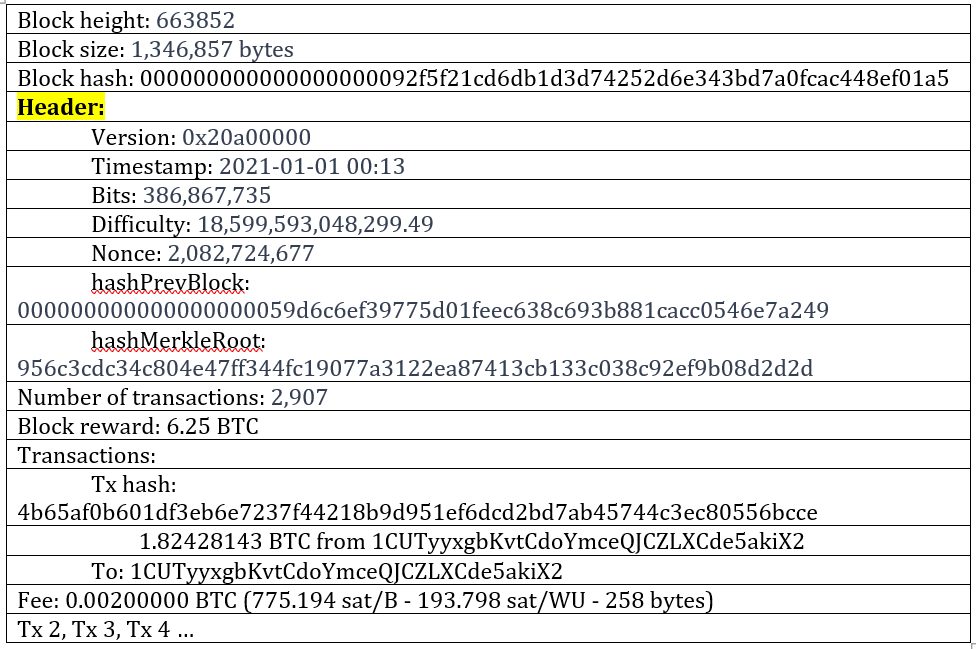 Block height: 663852
Block size: 1,346,857 bytes
Block hash: 000000000000000000092f5f21cd6db1d3d74252d6e343bd7a0fcac448ef01a5
Header:
Version: 0x20a00000
Timestamp: 2021-01-01 00:13
Bits: 386,867,735
Difficulty: 18,599,593,048,299.49
Nonce: 2,082,724,677
hashPrevBlock:
000000000000000000059d6c6ef39775d01feec638c693b881cacc0546e7a249
hashMerkleRoot:
956c3cdc34c804e47ff344fc19077a3122ea87413cb133c038c92ef9b08d2d2d
Number of transactions: 2,907
Block reward: 6.25 BTC
Transactions:
Tx hash:
4b65af0b601df3eb6e7237f44218b9d951ef6dcd2bd7ab45744c3ec80556bcce
1.82428143 BTC from 1CUTyyxgbKvtCdoYmceQJCZLXCde5akiX2
To: 1CUTyyxgbKvtCdoYmceQJCZLXCde5akiX2
Fee: 0.00200000 BTC (775.194 sat/B - 193.798 sat/WU - 258 bytes)
Tx 2, Tx 3, Tx 4 ...